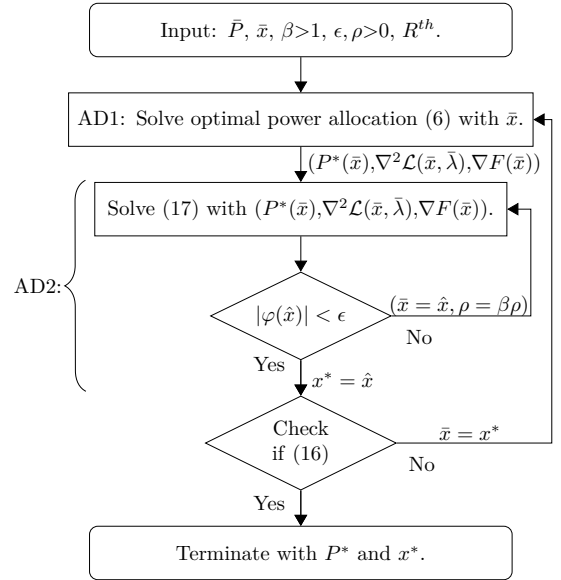 Input: P̄, x̄, β>1, ϵ,ρ>0, R^{th}.
AD1: Solve optimal power allocation (6) with x̄.
(P*(x̄),∇²ℒ(x̄, λ̄),∇F(x̄))
Solve (17) with (P*(x̄),∇²ℒ(x̄, λ̄),∇F(x̄)).
AD2:
|φ(x̂)| < ϵ
(x̄ = x̂, ρ = βρ)
No
Yes
x* = x̂
Check
if (16)
x̄ = x*
No
Yes
Terminate with P* and x*.